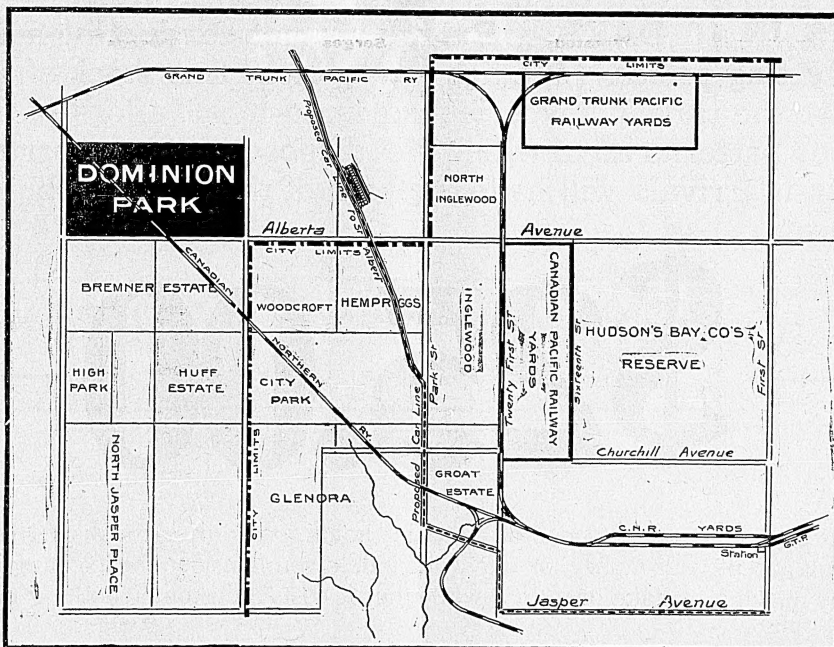 CITY LIMITS
GRAND TRUNK PACIFIC RY
GRAND TRUNK PACIFIC
RAILWAY YARDS
Proposed Car Line To St Albert
DOMINION
PARK
NORTH
INGLEWOOD
Alberta Avenue
CITY LIMITS
CANADIAN NORTHERN RY.
BREMNER ESTATE
WOODCROFT
HEMPRIGGS
INGLEWOOD
Park St
Twenty First St
CANADIAN PACIFIC RAILWAY
YARDS
Sixteenth St
HUDSON'S BAY CO'S
RESERVE
First St
HIGH
PARK
HUFF
ESTATE
CITY
PARK
Churchill Avenue
NORTH JASPER PLACE
CITY LIMITS
GLENORA
Proposed Car Line
GROAT
ESTATE
C.N.R. YARDS
Station
G.T.P.
Jasper Avenue